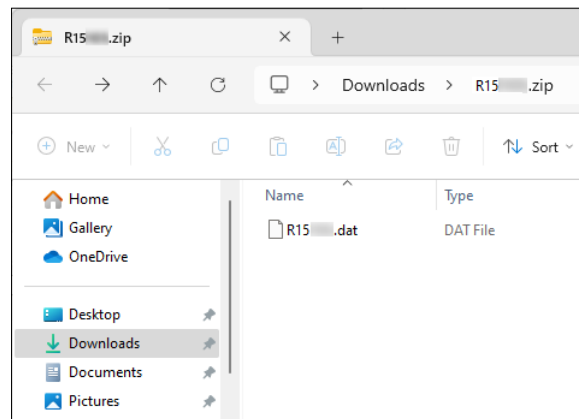 R15 .zip
Downloads > R15 .zip
New
Sort
Home
Gallery
OneDrive
Desktop
Downloads
Documents
Pictures
Name Type
R15 .dat DAT File